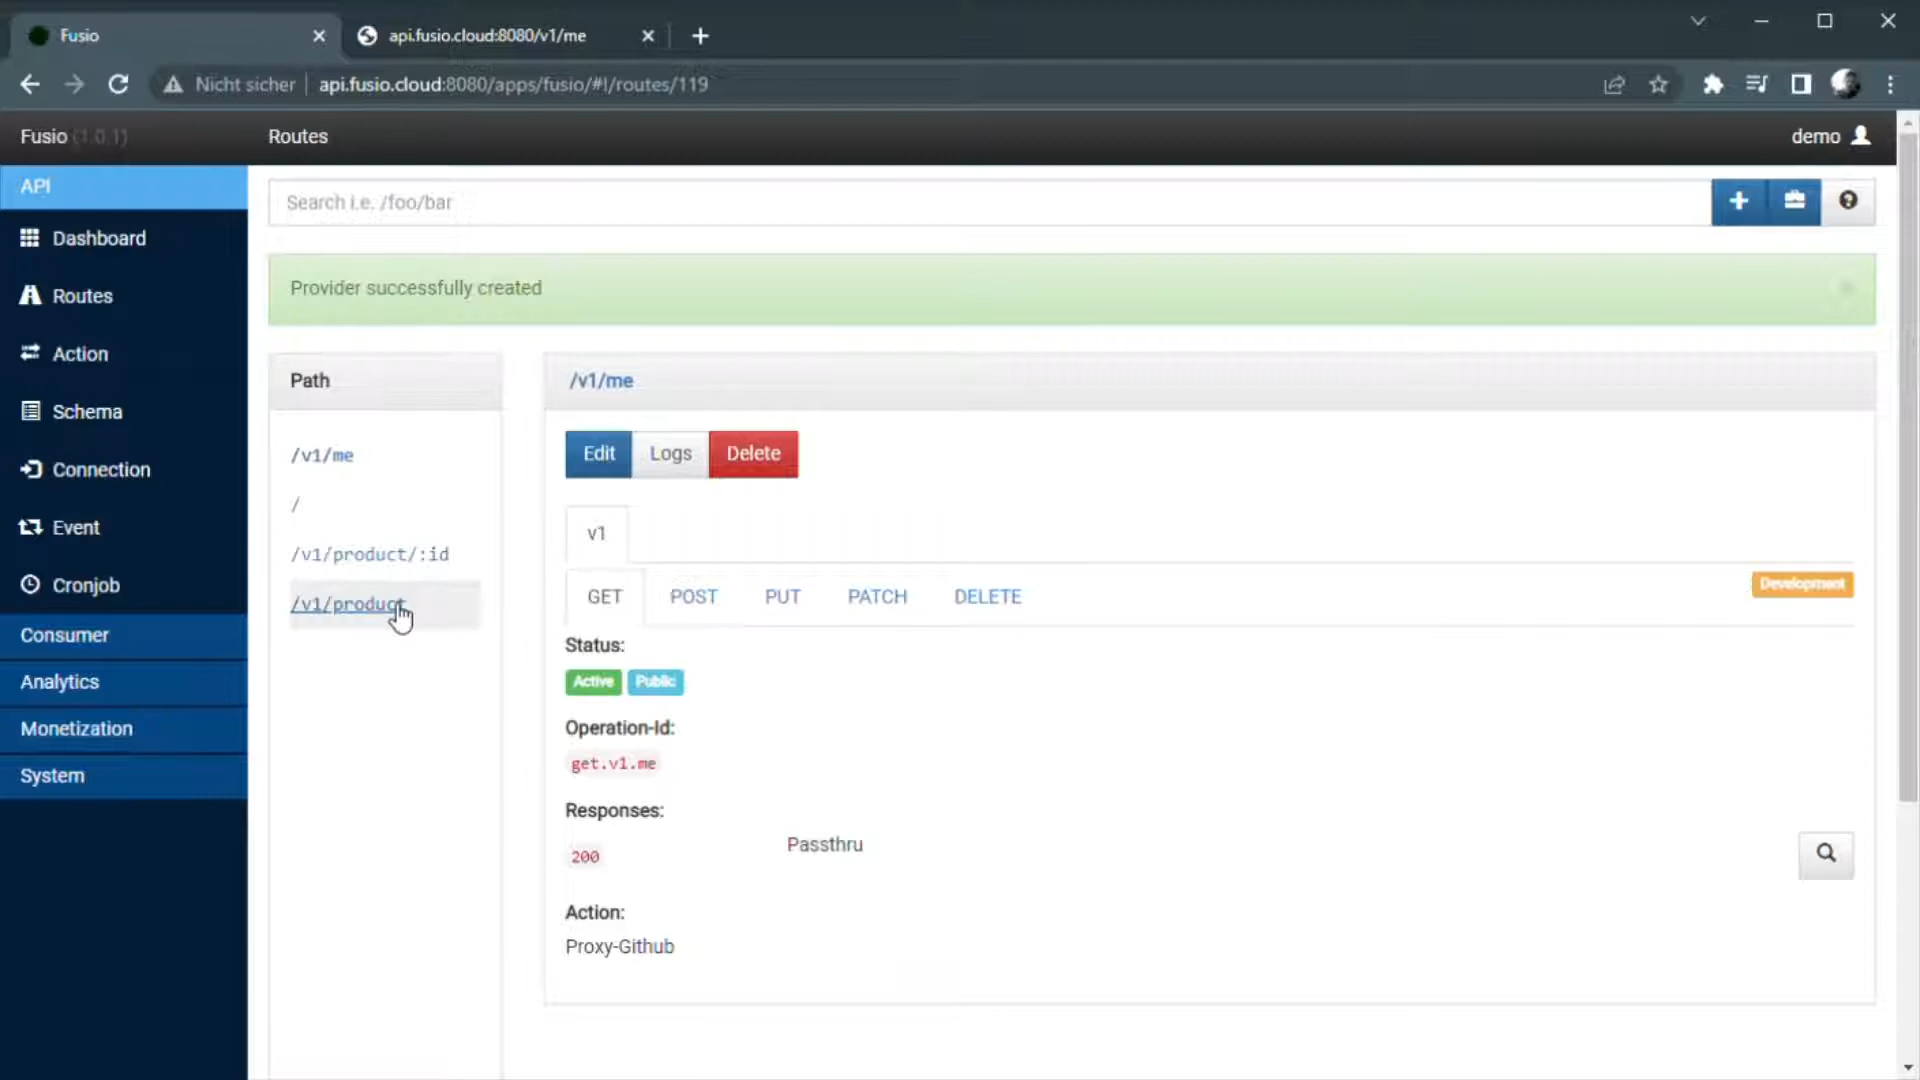 Fusio
api.fusio.cloud:8080/v1/me
Nicht sicher
api.fusio.cloud:8080/apps/fusio/#!/routes/119
Fusio (1.0.1)
Routes
demo
API
Search i.e. /foo/bar
Dashboard
Provider successfully created
Routes
Action
Path
/v1/me
Schema
/v1/me
Edit
Logs
Delete
Connection
/
Event
v1
/v1/product/:id
Cronjob
/v1/product
GET
POST
PUT
PATCH
DELETE
Development
Consumer
Status:
Analytics
Active
Public
Monetization
Operation-Id:
get.v1.me
System
Responses:
200
Passthru
Action:
Proxy-Github